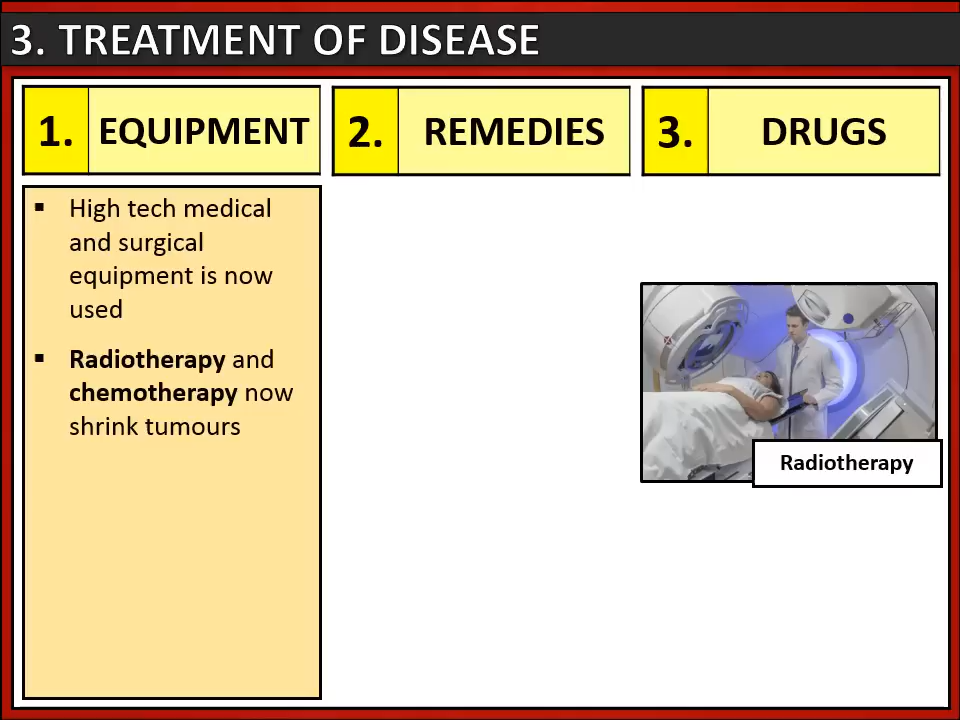 3. TREATMENT OF DISEASE
1. EQUIPMENT
2. REMEDIES
3. DRUGS
▪ High tech medical
and surgical
equipment is now
used
▪ Radiotherapy and
chemotherapy now
shrink tumours
Radiotherapy